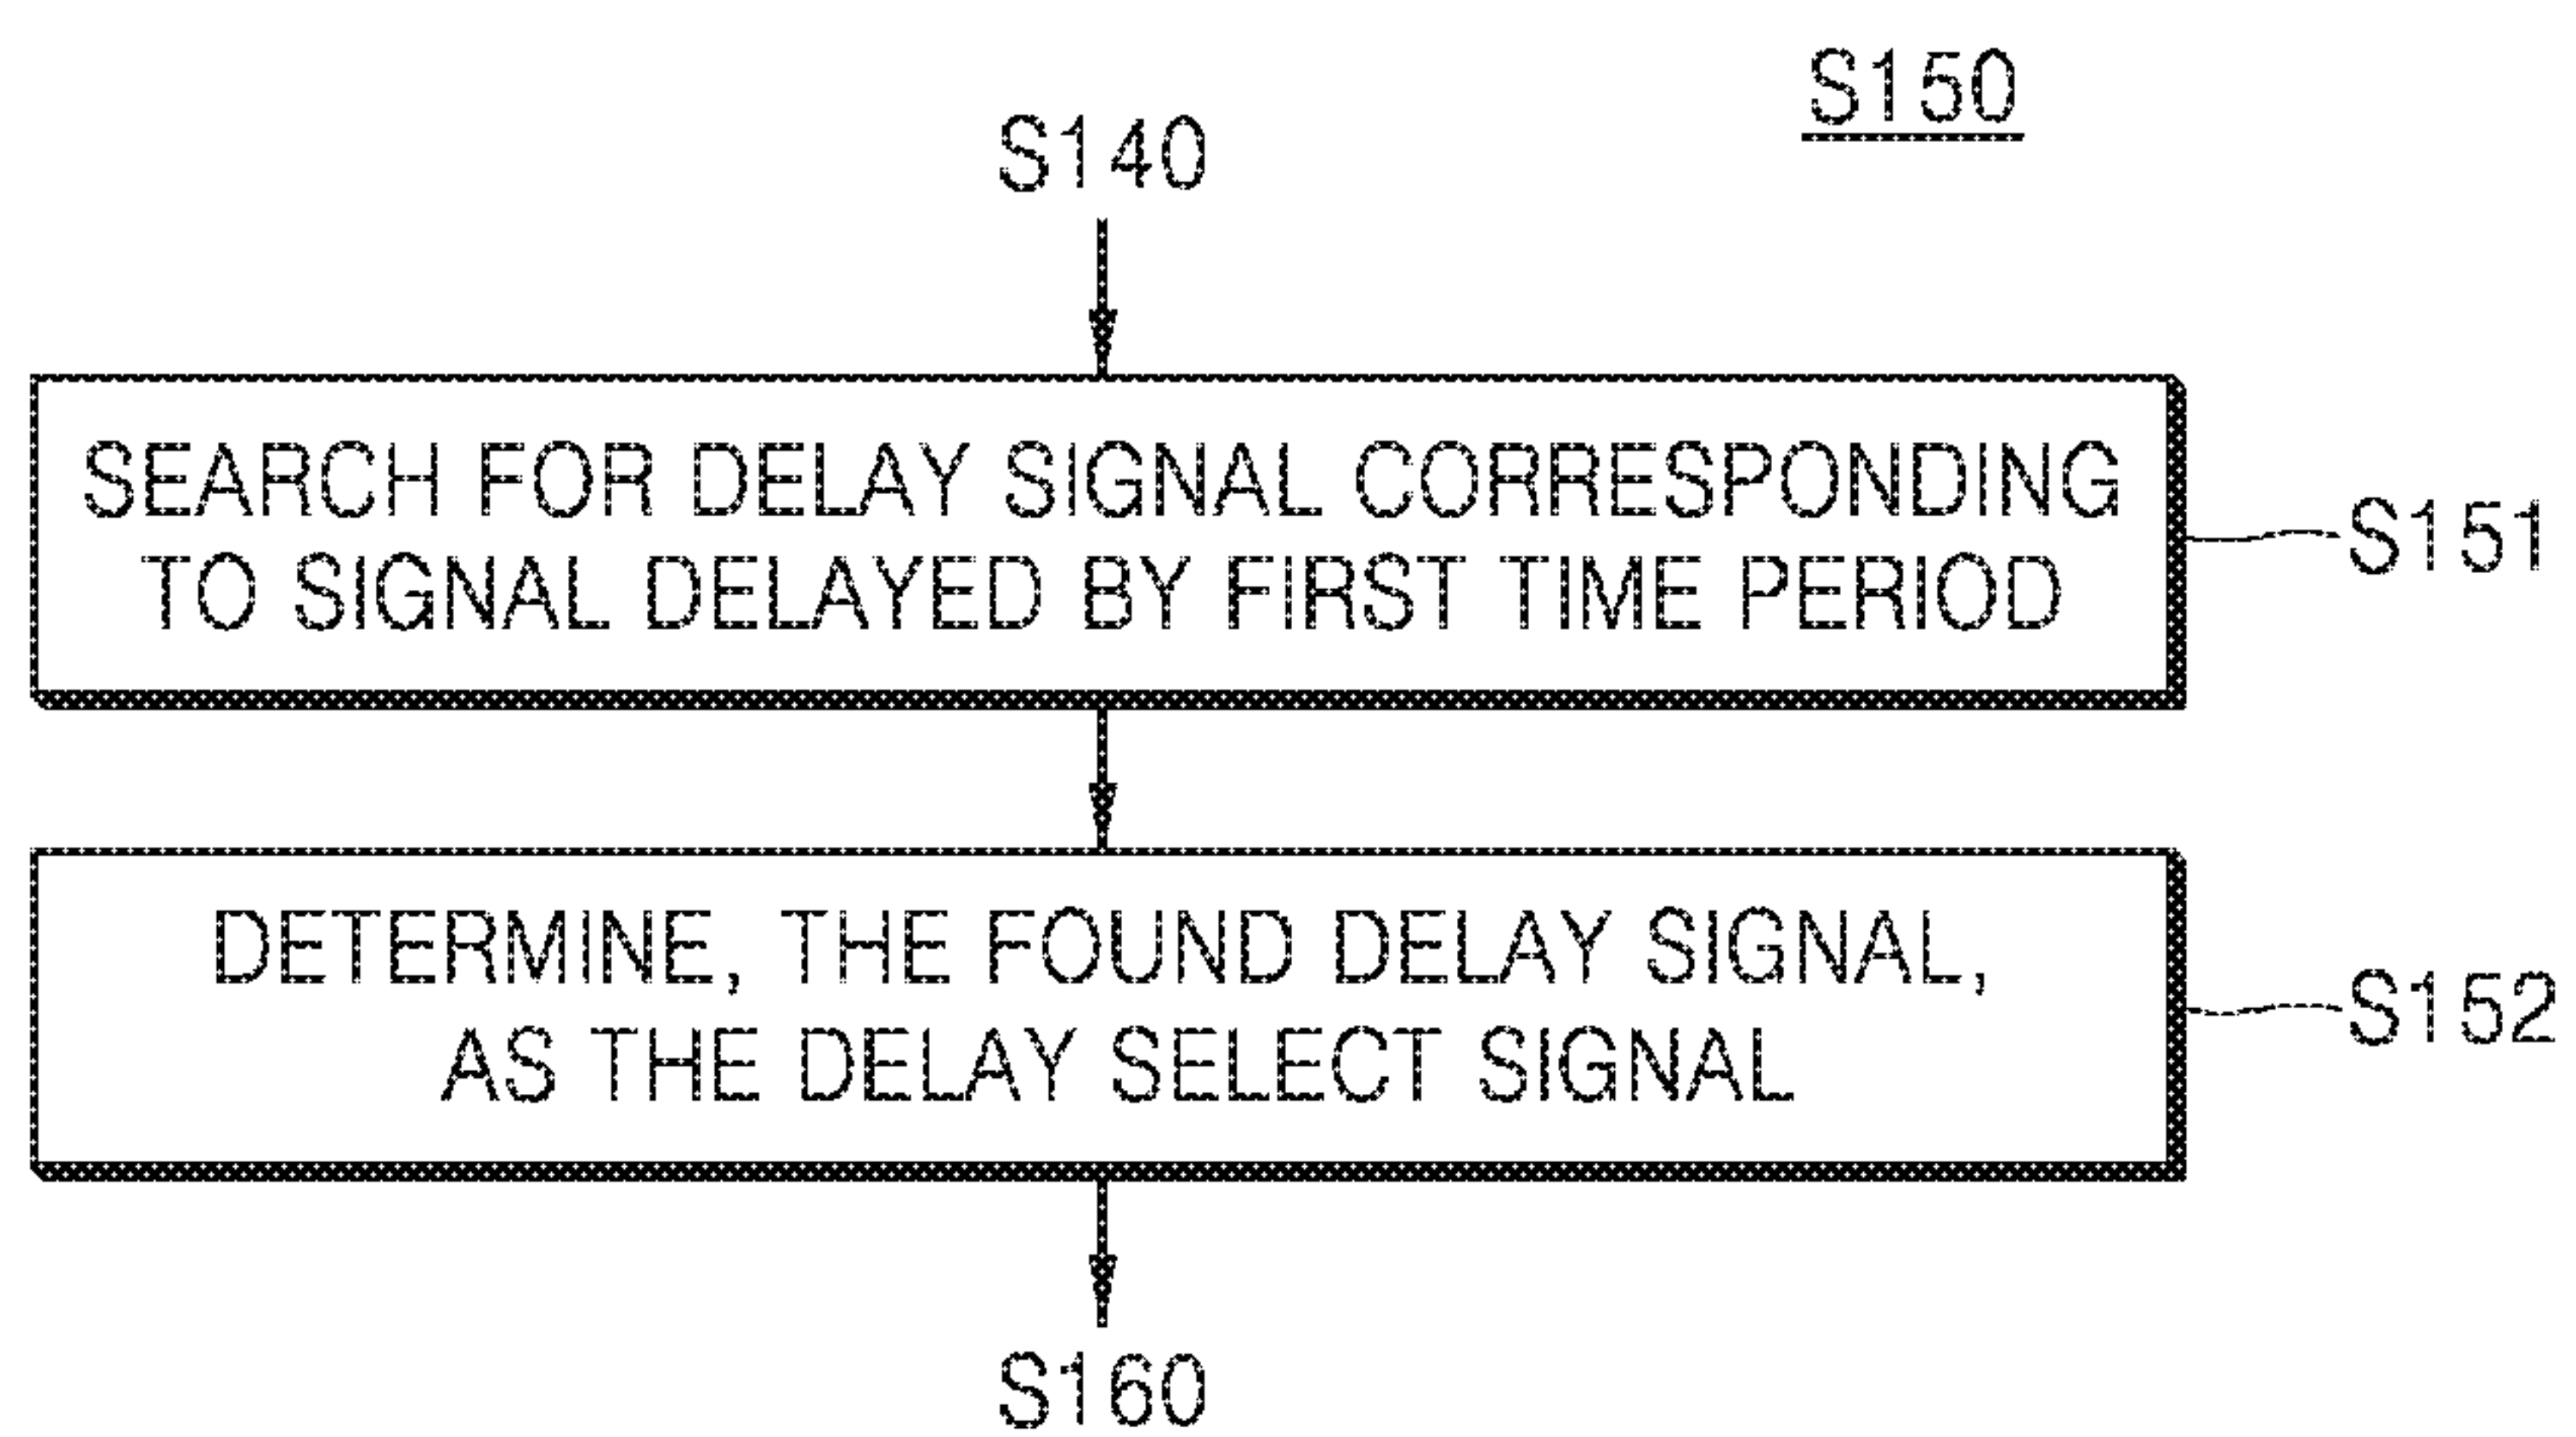 S150
S140
SEARCH FOR DELAY SIGNAL CORRESPONDING
TO SIGNAL DELAYED BY FIRST TIME PERIOD
S151
DETERMINE, THE FOUND DELAY SIGNAL,
AS THE DELAY SELECT SIGNAL
S152
S160